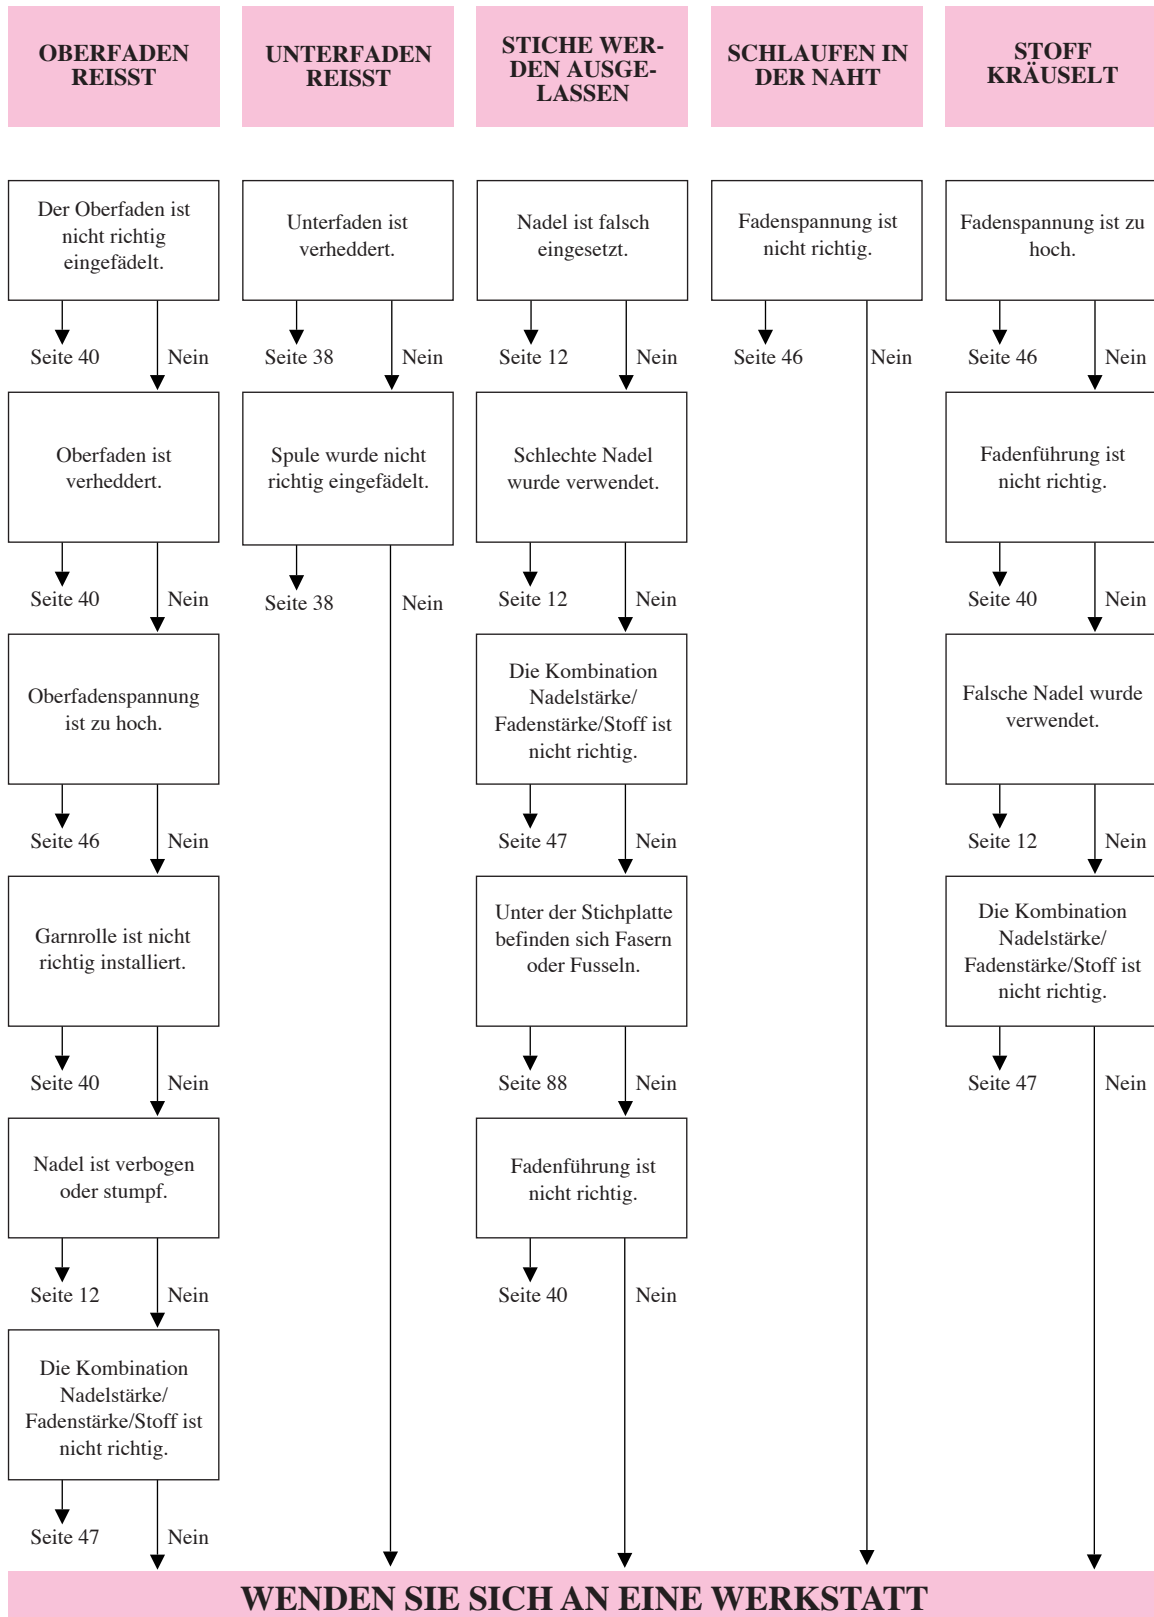 OBERFADEN
REISST
UNTERFADEN
REISST
STICHE WER-
DEN AUSGE-
LASSEN
SCHLAUFEN IN
DER NAHT
STOFF
KRÄUSELT
Der Oberfaden ist
nicht richtig
eingefädelt.
Seite 40
Nein
Oberfaden ist
verheddert.
Seite 40
Nein
Oberfadenspannung
ist zu hoch.
Seite 46
Nein
Garnrolle ist nicht
richtig installiert.
Seite 40
Nein
Nadel ist verbogen
oder stumpf.
Seite 12
Nein
Die Kombination
Nadelstärke/
Fadenstärke/Stoff ist
nicht richtig.
Seite 47
Nein
Unterfaden ist
verheddert.
Seite 38
Nein
Spule wurde nicht
richtig eingefädelt.
Seite 38
Nein
Nadel ist falsch
eingesetzt.
Seite 12
Nein
Schlechte Nadel
wurde verwendet.
Seite 12
Nein
Die Kombination
Nadelstärke/
Fadenstärke/Stoff ist
nicht richtig.
Seite 47
Nein
Unter der Stichplatte
befinden sich Fasern
oder Fusseln.
Seite 88
Nein
Fadenführung ist
nicht richtig.
Seite 40
Nein
Fadenspannung ist
nicht richtig.
Seite 46
Nein
Fadenspannung ist zu
hoch.
Seite 46
Nein
Fadenführung ist
nicht richtig.
Seite 40
Nein
Falsche Nadel wurde
verwendet.
Seite 12
Nein
Die Kombination
Nadelstärke/
Fadenstärke/Stoff ist
nicht richtig.
Seite 47
Nein
WENDEN SIE SICH AN EINE WERKSTATT